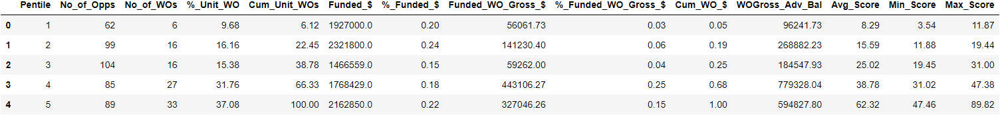 Pentile No_of_Opps No_of_WOs %_Unit_WO Cum_Unit_WOs Funded_$ %_Funded_$ Funded_WO_Gross_$ %_Funded_WO_Gross_$ Cum_WO_$ WOGross_Adv_Bal Avg_Score Min_Score Max_Score
0 1 62 6 9.68 6.12 1927000.0 0.20 56061.73 0.03 0.05 96241.73 8.29 3.54 11.87
1 2 99 16 16.16 22.45 2321800.0 0.24 141230.40 0.06 0.19 268882.23 15.59 11.88 19.44
2 3 104 16 15.38 38.78 1466559.0 0.15 59262.00 0.04 0.25 184547.93 25.02 19.45 31.00
3 4 85 27 31.76 66.33 1768429.0 0.18 443106.27 0.25 0.68 779328.04 38.78 31.02 47.38
4 5 89 33 37.08 100.00 2162850.0 0.22 327046.26 0.15 1.00 594827.80 62.32 47.46 89.82